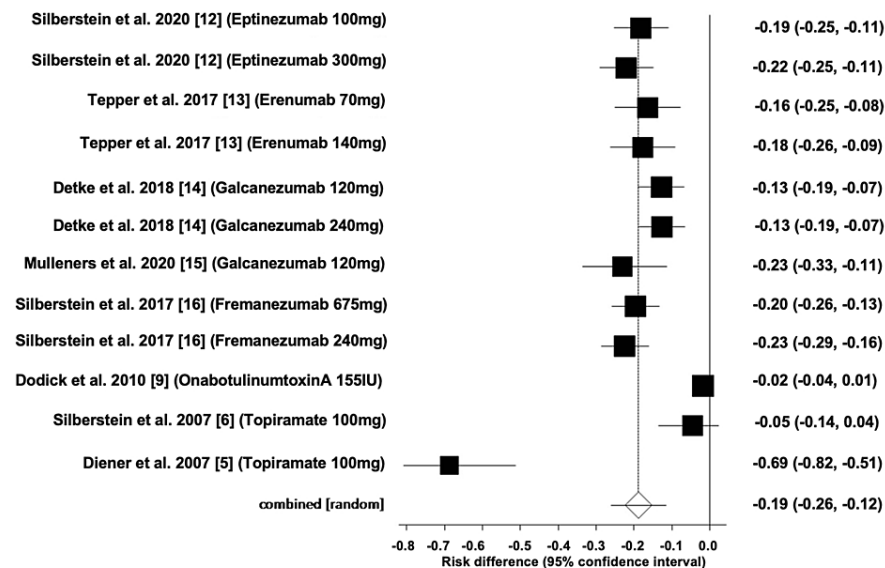 Silberstein et al. 2020 [12] (Eptinezumab 100mg) -0.19 (-0.25, -0.11)
Silberstein et al. 2020 [12] (Eptinezumab 300mg) -0.22 (-0.25, -0.11)
Tepper et al. 2017 [13] (Erenumab 70mg) -0.16 (-0.25, -0.08)
Tepper et al. 2017 [13] (Erenumab 140mg) -0.18 (-0.26, -0.09)
Detke et al. 2018 [14] (Galcanezumab 120mg) -0.13 (-0.19, -0.07)
Detke et al. 2018 [14] (Galcanezumab 240mg) -0.13 (-0.19, -0.07)
Mulleners et al. 2020 [15] (Galcanezumab 120mg) -0.23 (-0.33, -0.11)
Silberstein et al. 2017 [16] (Fremanezumab 675mg) -0.20 (-0.26, -0.13)
Silberstein et al. 2017 [16] (Fremanezumab 240mg) -0.23 (-0.29, -0.16)
Dodick et al. 2010 [9] (OnabotulinumtoxinA 155IU) -0.02 (-0.04, 0.01)
Silberstein et al. 2007 [6] (Topiramate 100mg) -0.05 (-0.14, 0.04)
Diener et al. 2007 [5] (Topiramate 100mg) -0.69 (-0.82, -0.51)
combined [random] -0.19 (-0.26, -0.12)
-0.8 -0.7 -0.6 -0.5 -0.4 -0.3 -0.2 -0.1 0.0
Risk difference (95% confidence interval)